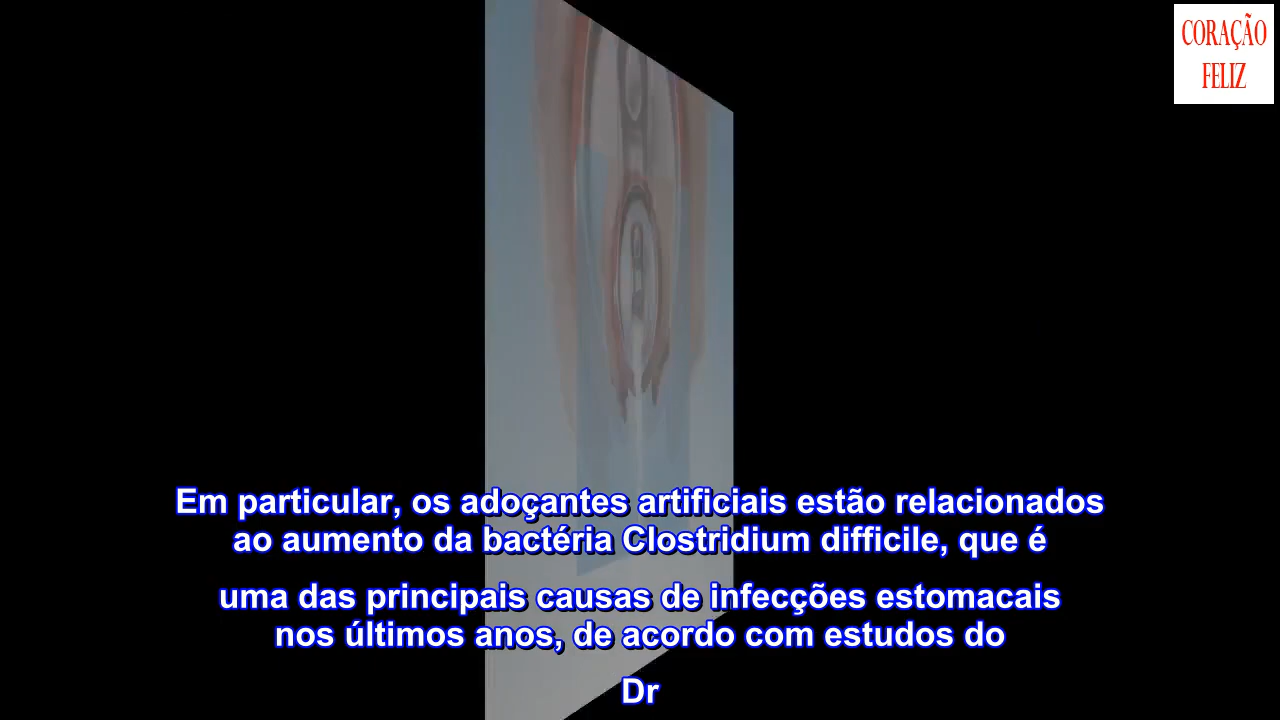 CORAÇÃO
FELIZ
Em particular, os adoçantes artificiais estão relacionados
ao aumento da bactéria Clostridium difficile, que é
uma das principais causas de infecções estomacais
nos últimos anos, de acordo com estudos do
Dr